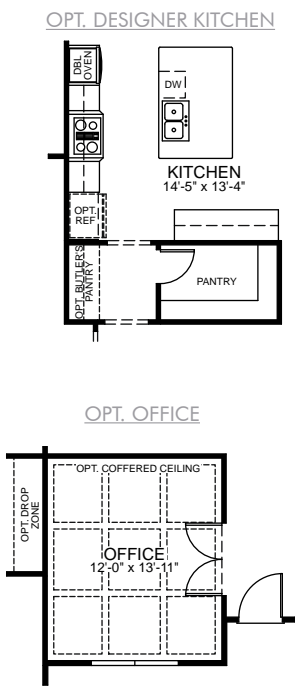 OPT. DESIGNER KITCHEN
DBL
OVEN
DW
KITCHEN
14'-5" x 13'-4"
OPT.
REF
OPT. BUTLER'S
PANTRY
PANTRY
OPT. OFFICE
OPT. COFFERED CEILING
OPT. DROP
ZONE
OFFICE
12'-0" x 13'-11"